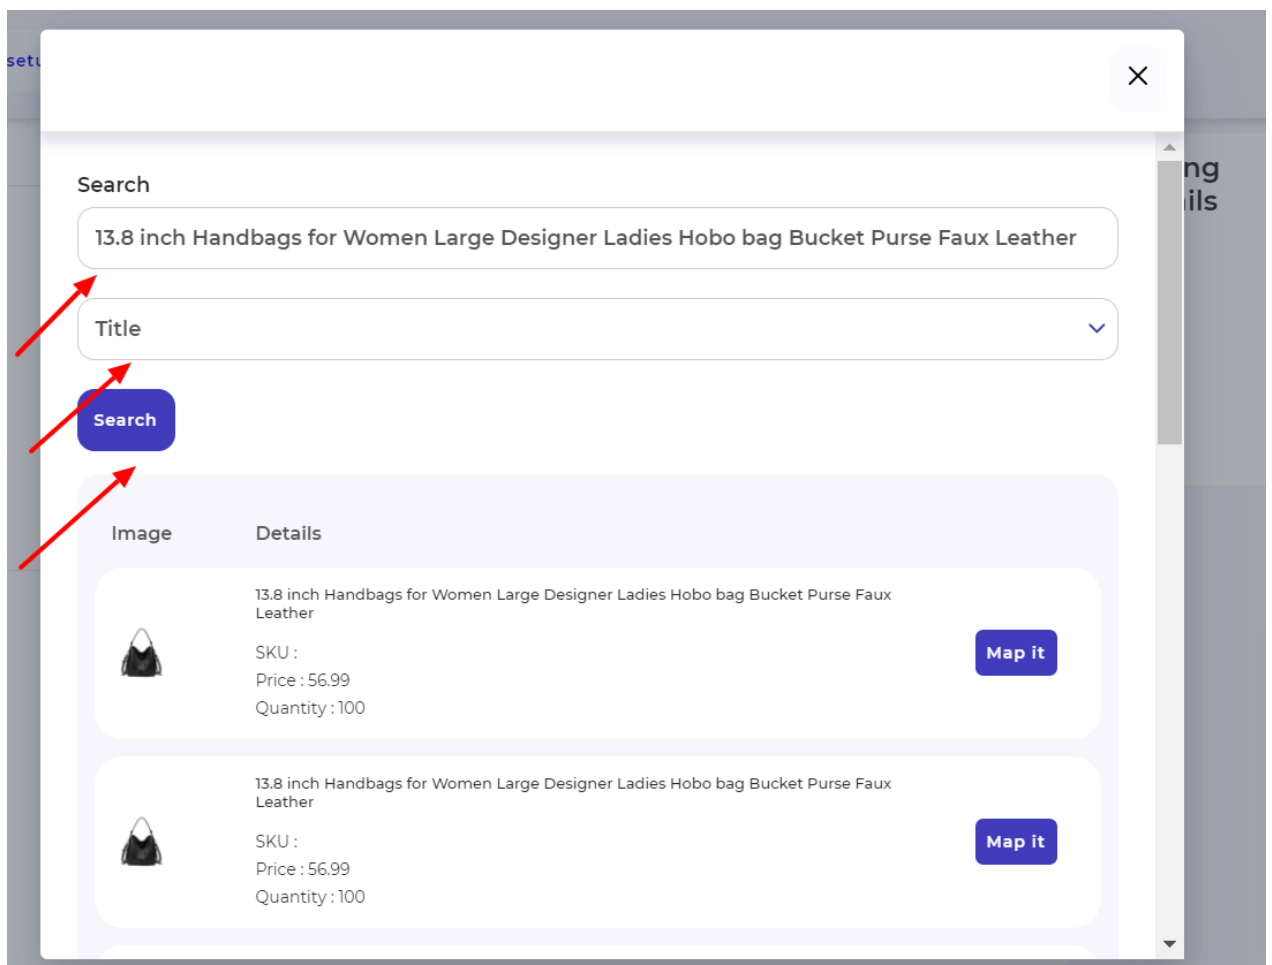 setu
ng
ils
Search
13.8 inch Handbags for Women Large Designer Ladies Hobo bag Bucket Purse Faux Leather
Title
Search
Image Details
13.8 inch Handbags for Women Large Designer Ladies Hobo bag Bucket Purse Faux
Leather
SKU :
Price : 56.99
Quantity : 100
Map it
13.8 inch Handbags for Women Large Designer Ladies Hobo bag Bucket Purse Faux
Leather
SKU :
Price : 56.99
Quantity : 100
Map it